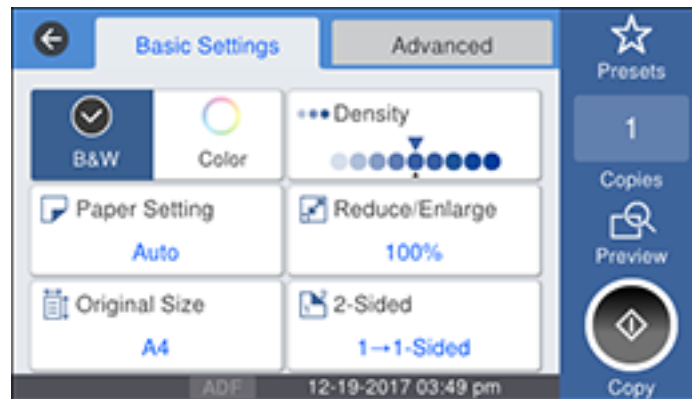 Basic Settings
Advanced
B&W
Color
Density
Paper Setting
Auto
Reduce/Enlarge
100%
Original Size
A4
2-Sided
1→1-Sided
ADF
12-19-2017 03:49 pm
Presets
1
Copies
Preview
Copy